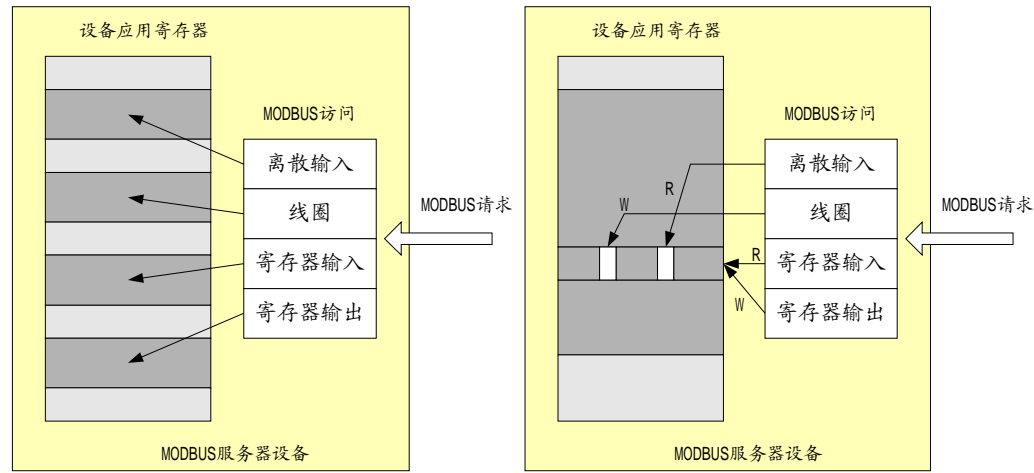 设备应用寄存器
MODBUS访问
离散输入
线圈
寄存器输入
寄存器输出
MODBUS请求
MODBUS服务器设备
设备应用寄存器
MODBUS访问
离散输入
R
W
线圈
R
寄存器输入
W
寄存器输出
MODBUS请求
MODBUS服务器设备